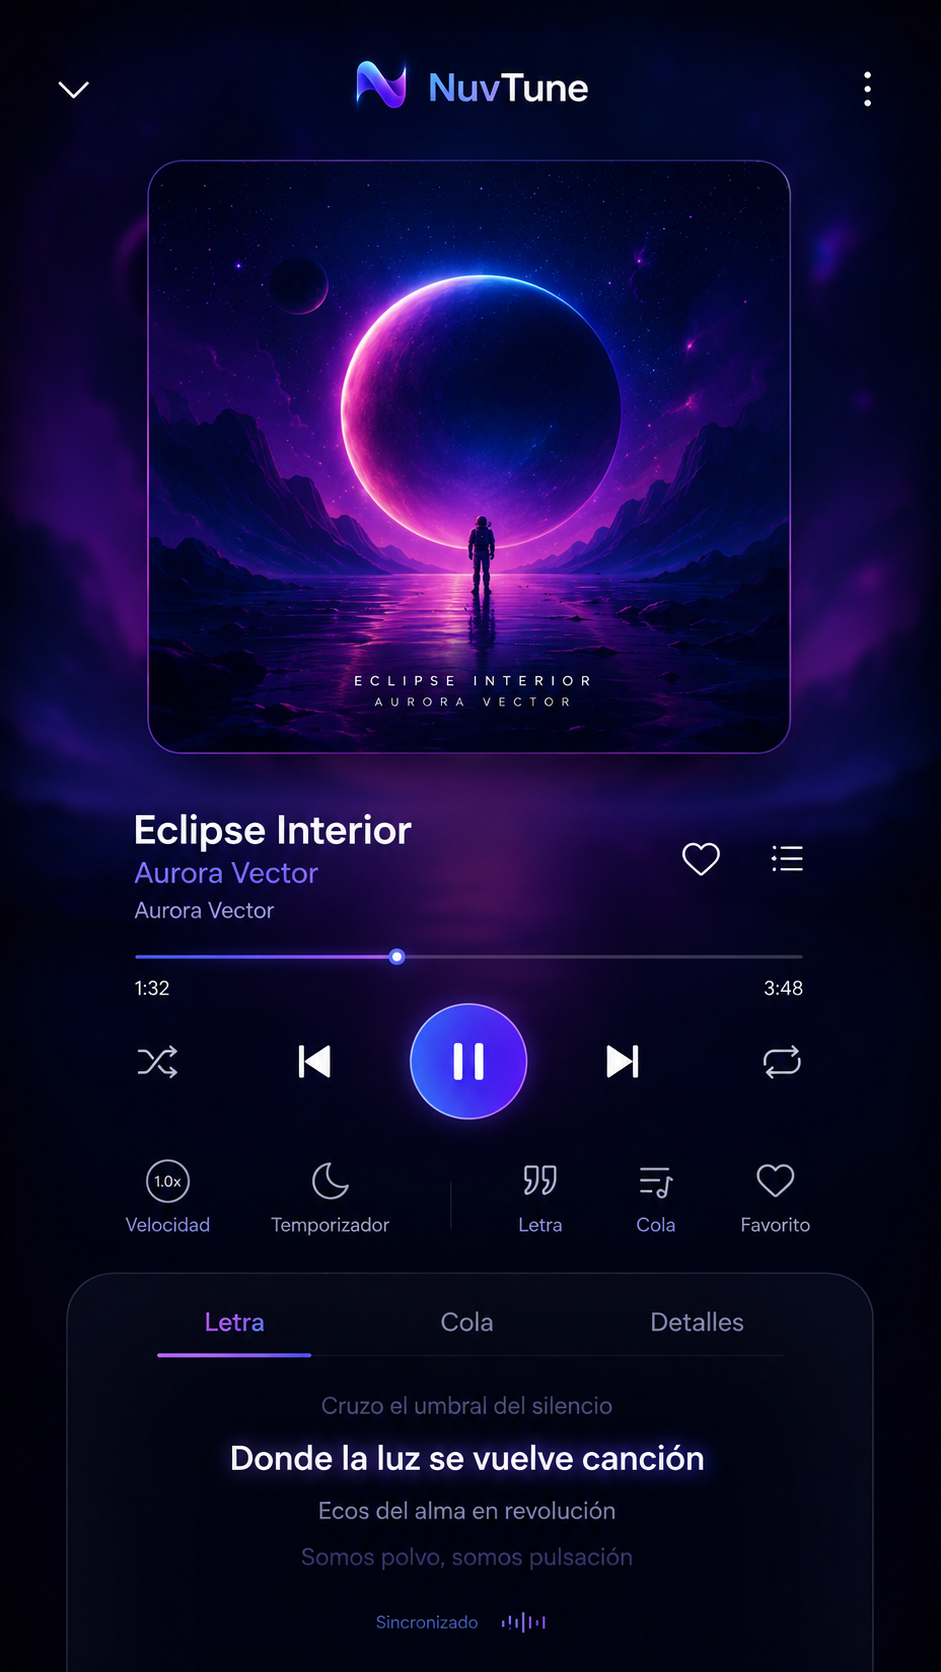 NuvTune
ECLIPSE INTERIOR
AURORA VECTOR
Eclipse Interior
Aurora Vector
Aurora Vector
1:32 3:48
1.0x
Velocidad Temporizador Letra Cola Favorito
Letra Cola Detalles
Cruzo el umbral del silencio
Donde la luz se vuelve canción
Ecos del alma en revolución
Somos polvo, somos pulsación
Sincronizado